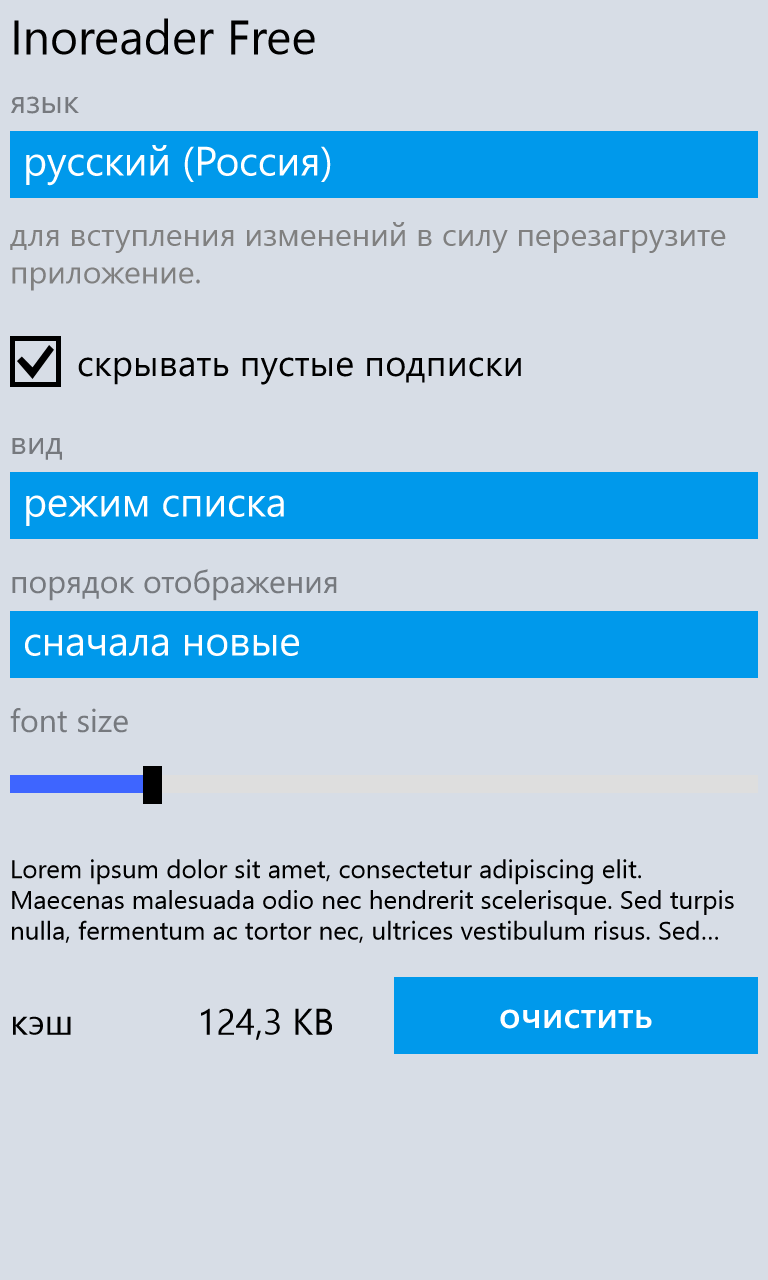 Inoreader Free
язык
русский (Россия)
для вступления изменений в силу перезагрузите
приложение.
скрывать пустые подписки
вид
режим списка
порядок отображения
сначала новые
font size
Lorem ipsum dolor sit amet, consectetur adipiscing elit.
Maecenas malesuada odio nec hendrerit scelerisque. Sed turpis
nulla, fermentum ac tortor nec, ultrices vestibulum risus. Sed...
кэш 124,3 KB очистить